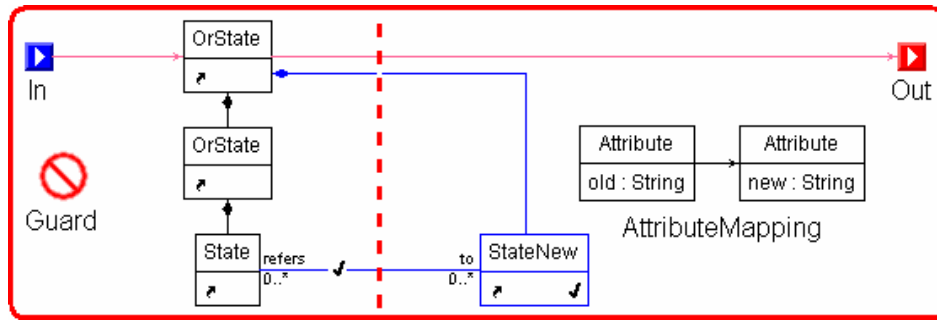 OrState
In
Out
OrState
Attribute
Attribute
old : String
new : String
Guard
AttributeMapping
State
refers
0..*
to
0..*
StateNew